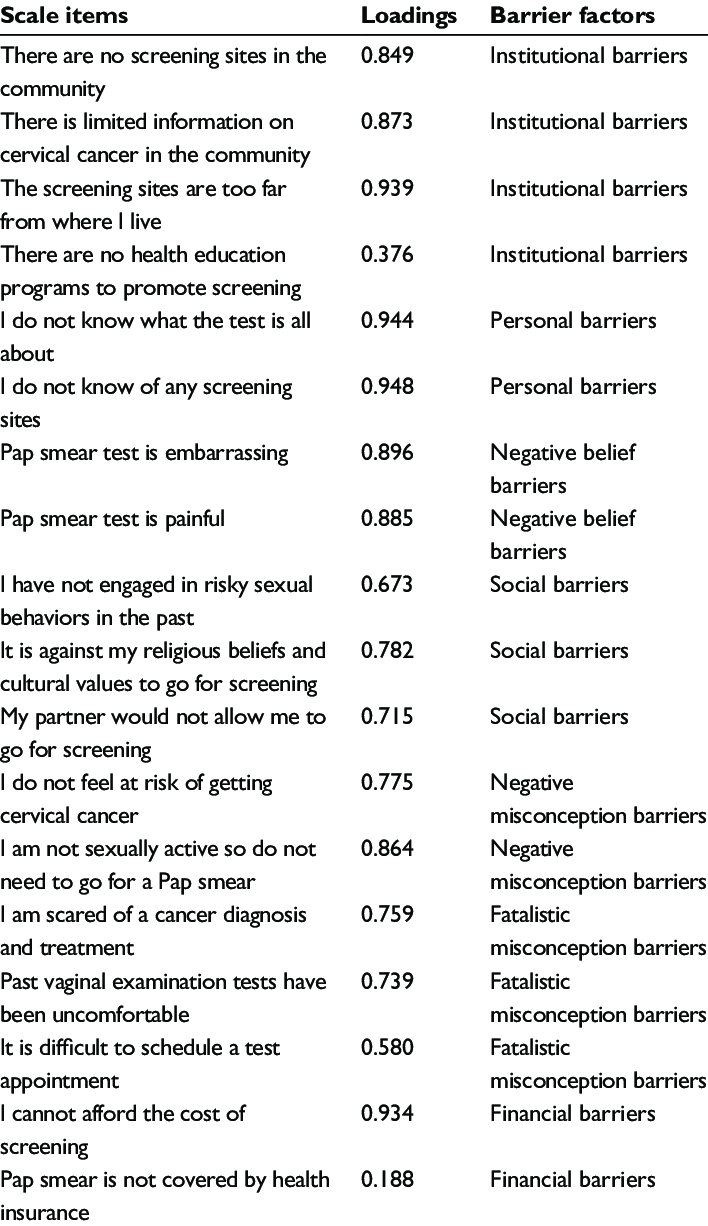 Scale items Loadings Barrier factors
There are no screening sites in the 0.849 Institutional barriers
community
There is limited information on 0.873 Institutional barriers
cervical cancer in the community
The screening sites are too far 0.939 Institutional barriers
from where I live
There are no health education 0.376 Institutional barriers
programs to promote screening
I do not know what the test is all 0.944 Personal barriers
about
I do not know of any screening 0.948 Personal barriers
sites
Pap smear test is embarrassing 0.896 Negative belief
barriers
Pap smear test is painful 0.885 Negative belief
barriers
I have not engaged in risky sexual 0.673 Social barriers
behaviors in the past
It is against my religious beliefs and 0.782 Social barriers
cultural values to go for screening
My partner would not allow me to 0.715 Social barriers
go for screening
I do not feel at risk of getting 0.775 Negative
cervical cancer misconception barriers
I am not sexually active so do not 0.864 Negative
need to go for a Pap smear misconception barriers
I am scared of a cancer diagnosis 0.759 Fatalistic
and treatment misconception barriers
Past vaginal examination tests have 0.739 Fatalistic
been uncomfortable misconception barriers
It is difficult to schedule a test 0.580 Fatalistic
appointment misconception barriers
I cannot afford the cost of 0.934 Financial barriers
screening
Pap smear is not covered by health 0.188 Financial barriers
insurance